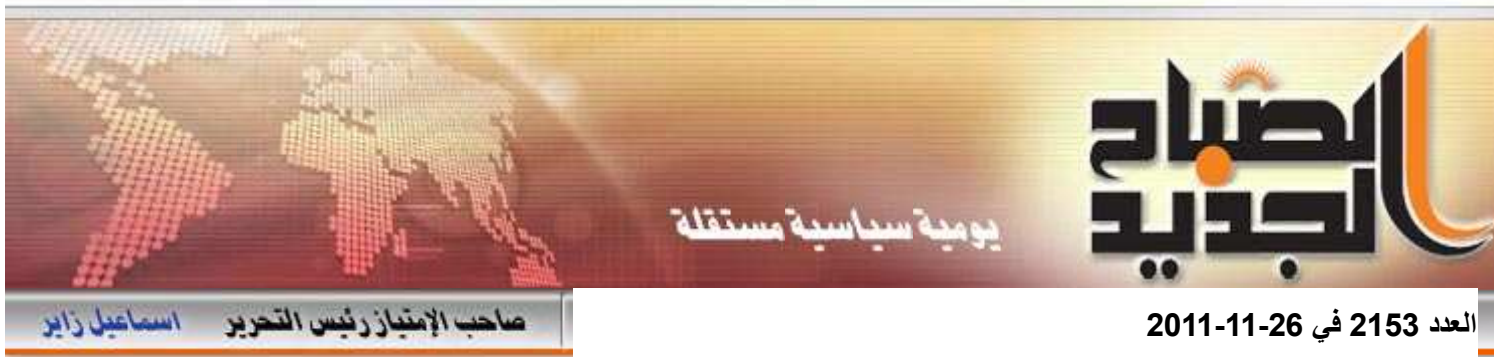 الصباح
الجديد
يومية سياسية مستقلة
العدد 2153 في 26-11-2011
صاحب الإمتياز رئيس التحرير اسماعيل زاير